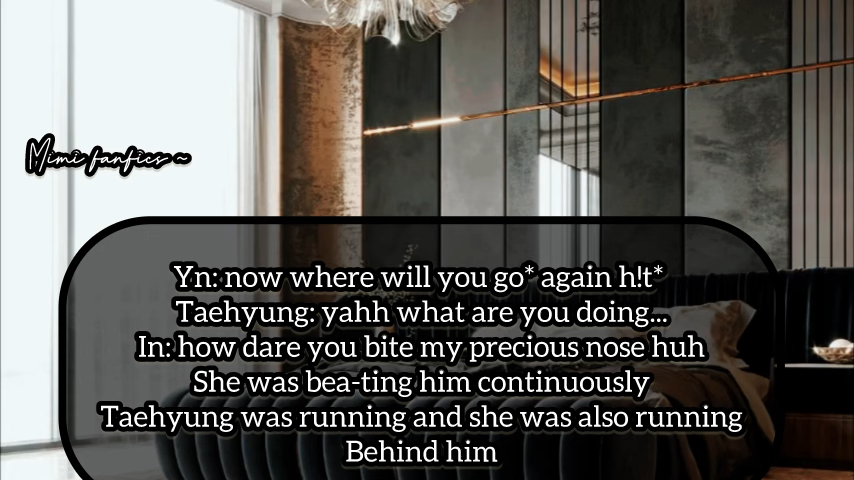 Mimi fanfics ~
Yn: now where will you go* again h!t*
Taehyung: yahh what are you doing...
In: how dare you bite my precious nose huh
She was bea-ting him continuously
Taehyung was running and she was also running
Behind him